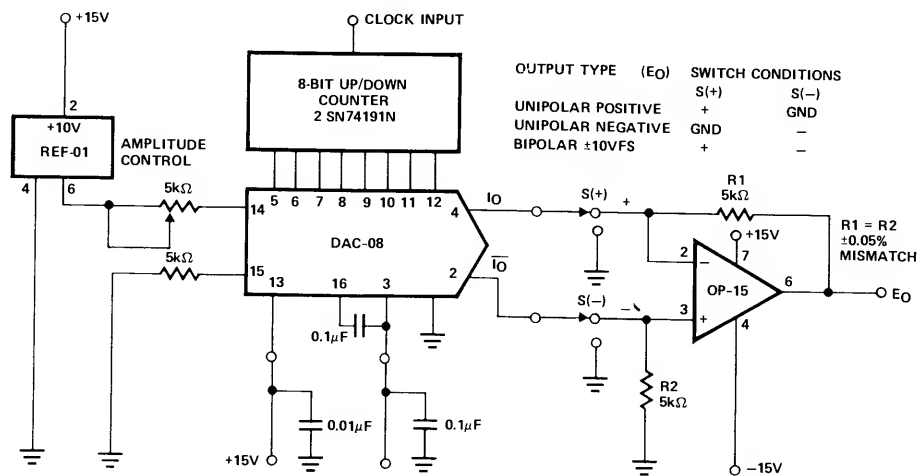 +15V
CLOCK INPUT
8-BIT UP/DOWN
COUNTER
2 SN74191N
OUTPUT TYPE (EO) SWITCH CONDITIONS
S(+) S(−)
UNIPOLAR POSITIVE + GND
UNIPOLAR NEGATIVE GND −
BIPOLAR ±10VFS + −
2
+10V
REF-01
4 6
AMPLITUDE
CONTROL
5kΩ
14
5 6 7 8 9 10 11 12
4
IO
S(+) +
R1
5kΩ
R1 = R2
±0.05%
MISMATCH
DAC-08
5kΩ
15
13 16 3
2
IO
S(−) −
+15V
7
2 −
OP-15
6
EO
3 +
4
0.1μF
R2
5kΩ
0.01μF
0.1μF
+15V
−15V